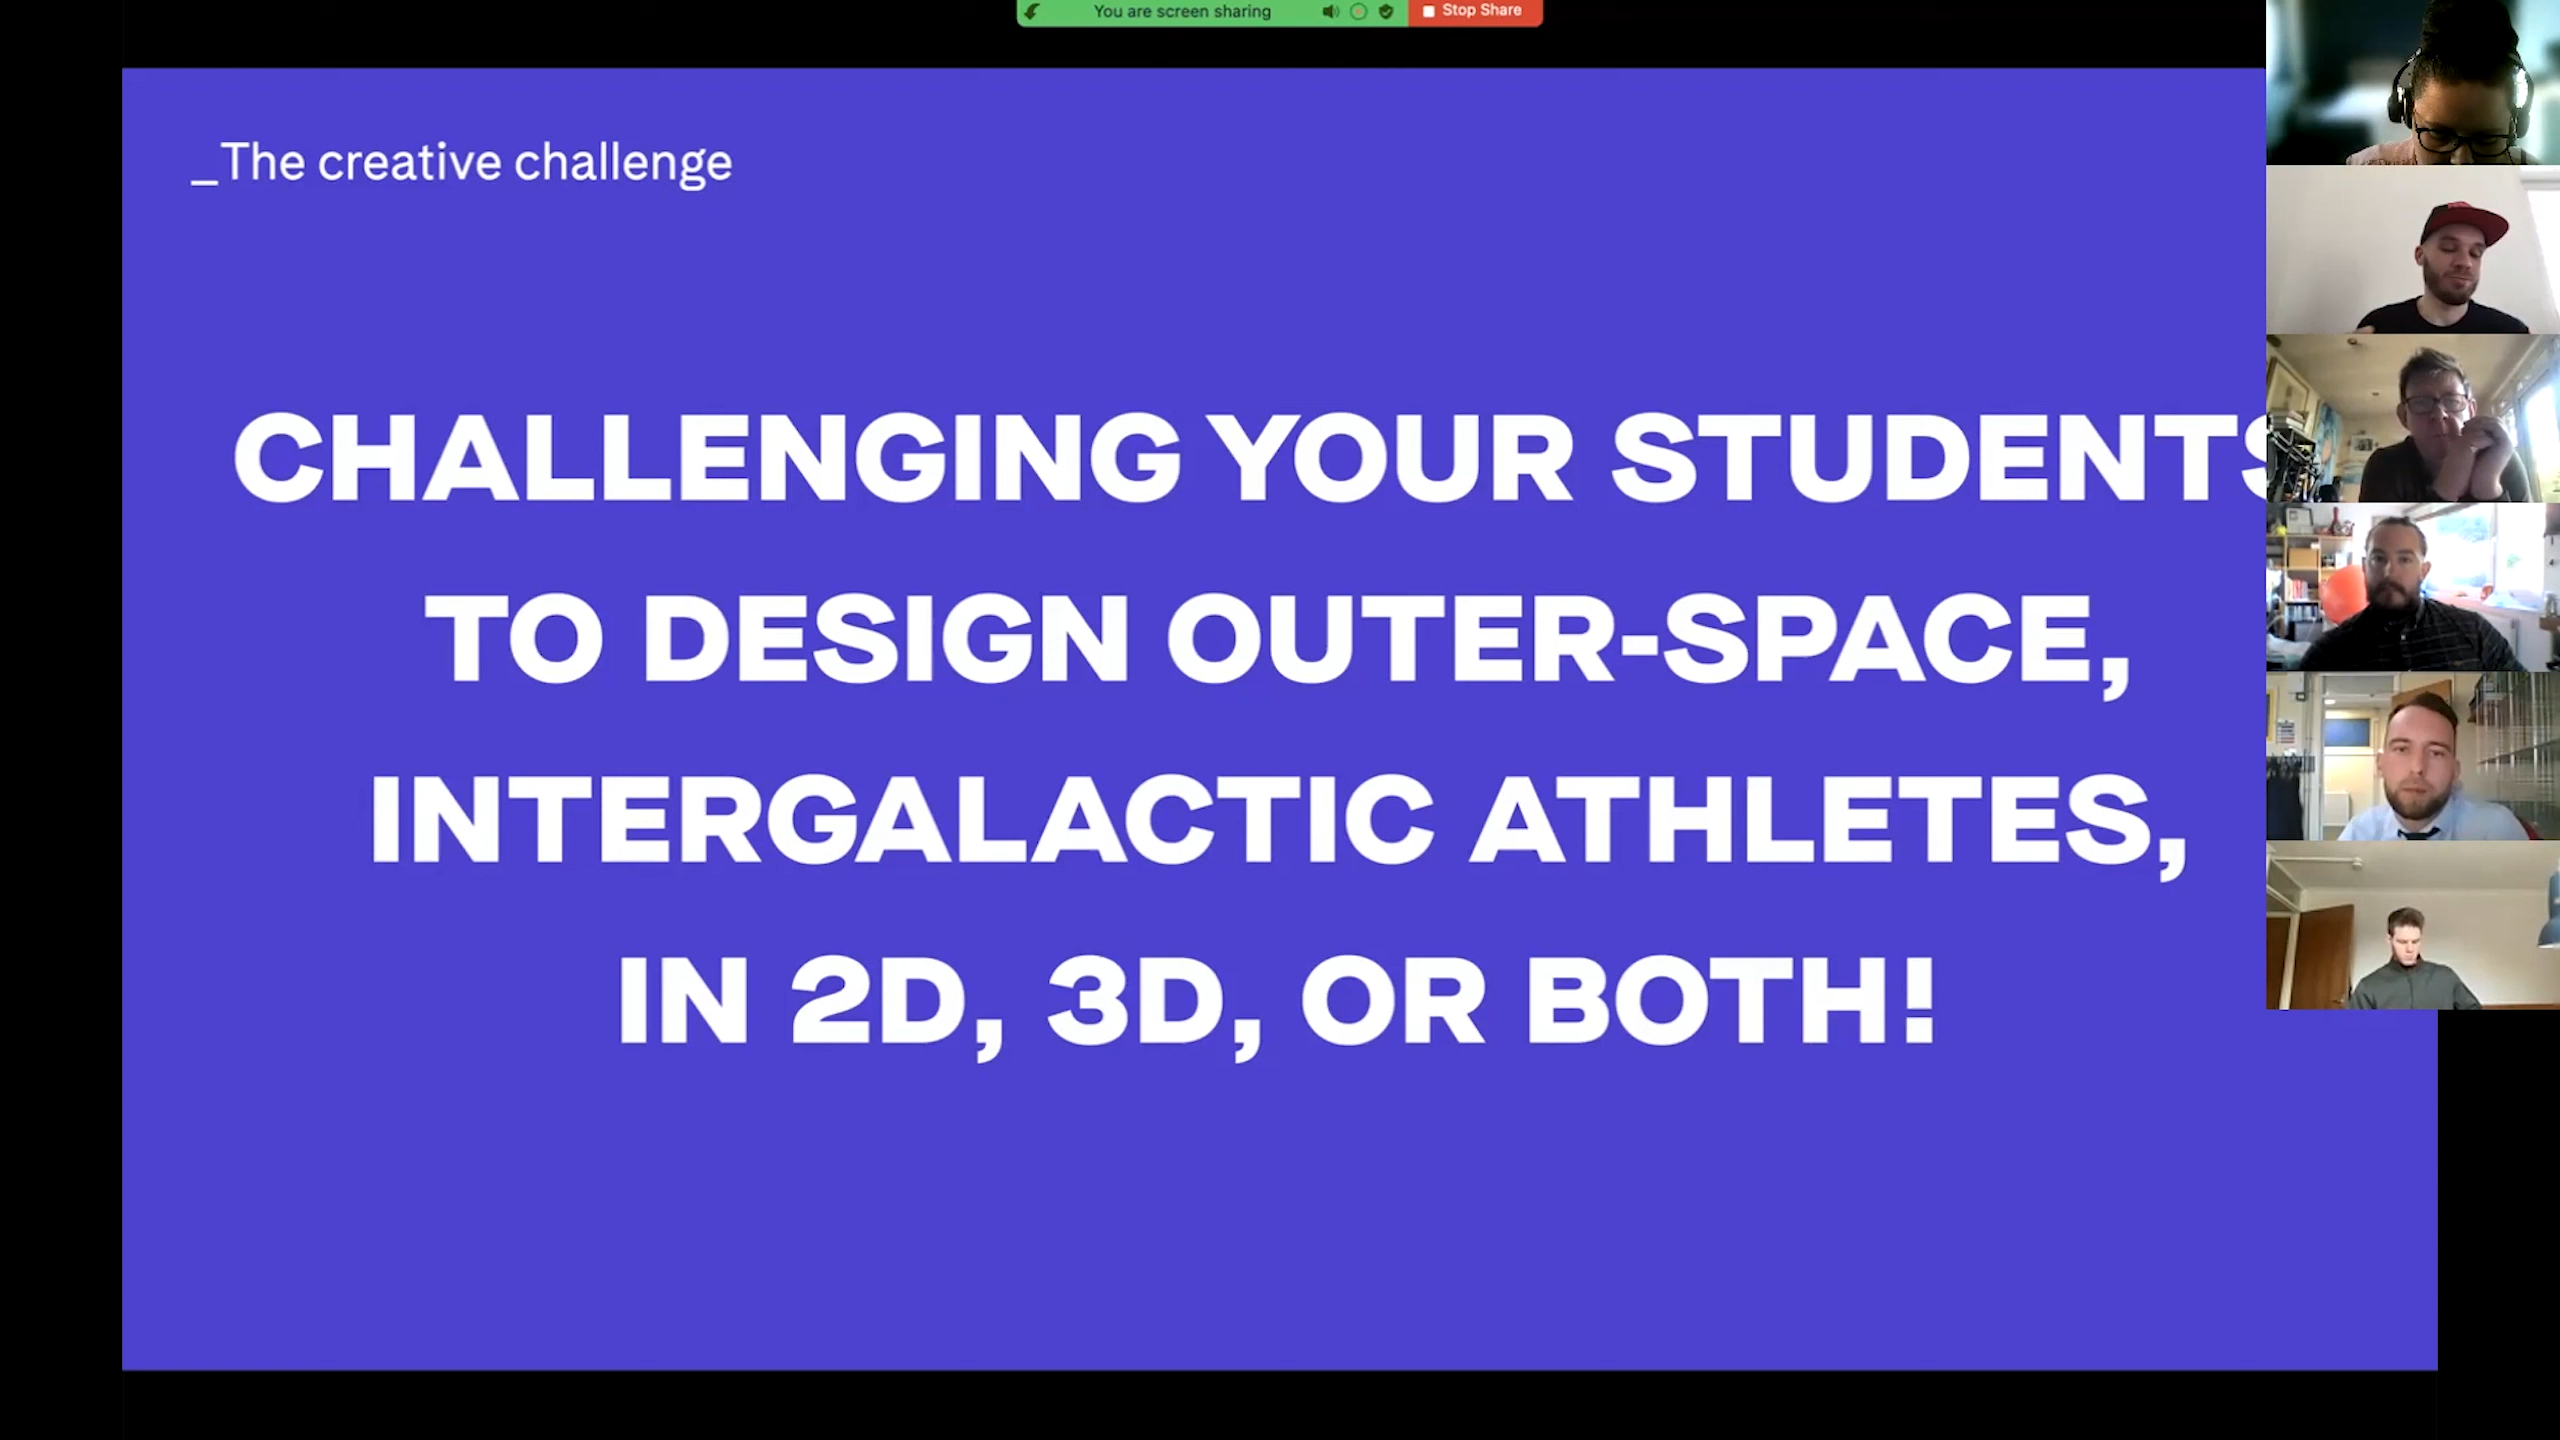 You are screen sharing
Stop Share
_The creative challenge
CHALLENGING YOUR STUDENTS
TO DESIGN OUTER-SPACE,
INTERGALACTIC ATHLETES,
IN 2D, 3D, OR BOTH!